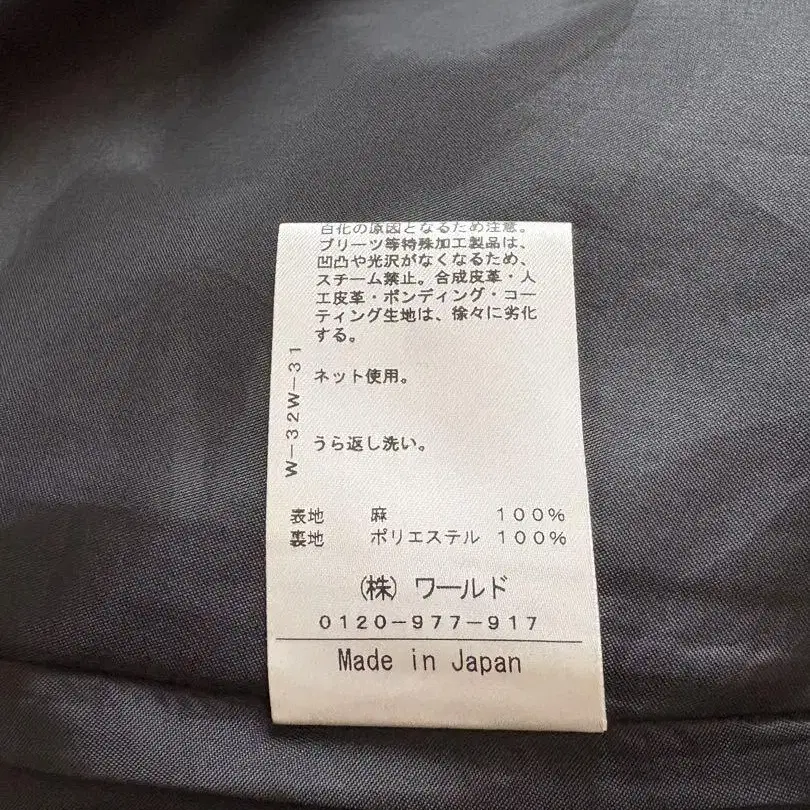 白化の原因となるため注意。
プリーツ等特殊加工製品は、
凹凸や光沢がなくなるため、
スチーム禁止。合成皮革・人
工皮革・ボンディング・コー
ティング生地は、徐々に劣化
する。
ネット使用。
うら返し洗い。
W-32W-31
表地 麻 100%
裏地 ポリエステル 100%
(株) ワールド
0120-977-917
Made in Japan